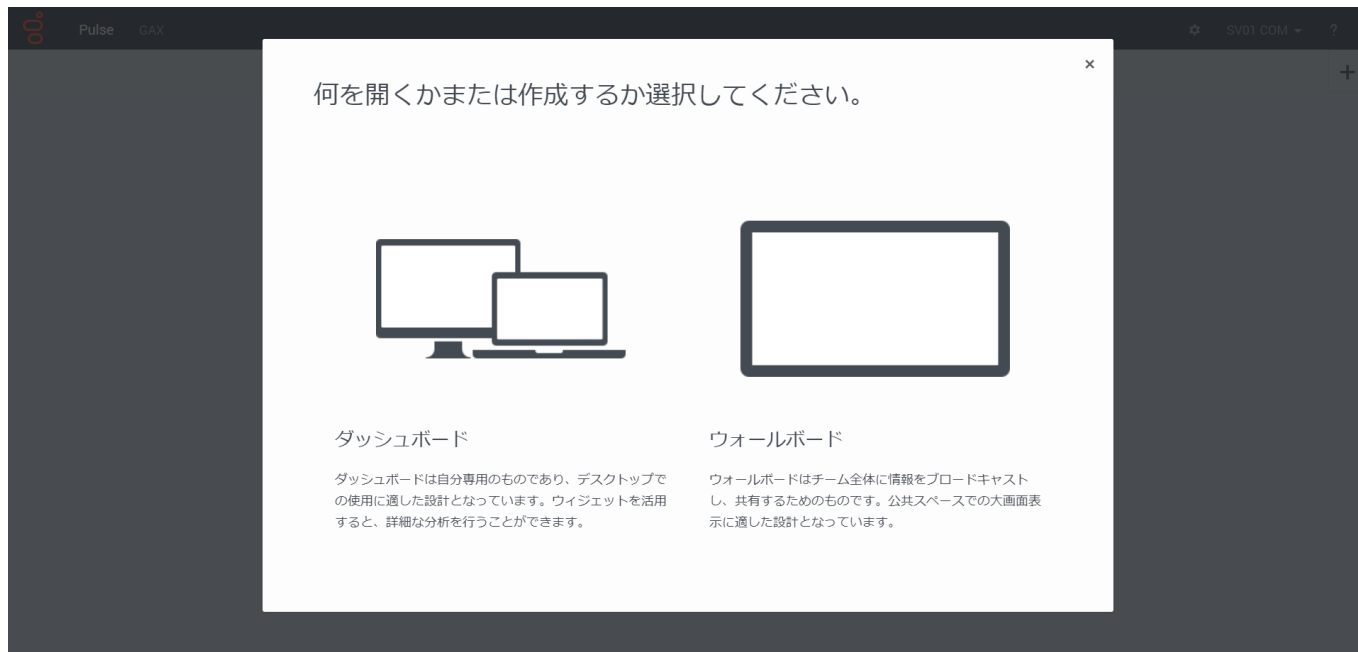 Pulse GAX SV01 COM ?
×
+
何を開くかまたは作成するか選択してください。
ダッシュボード
ダッシュボードは自分専用のものであり、デスクトップで
の使用に適した設計となっています。ウィジェットを活用
すると、詳細な分析を行うことができます。
ウォールボード
ウォールボードはチーム全体に情報をブロードキャスト
し、共有するためのものです。公共スペースでの大画面表
示に適した設計となっています。